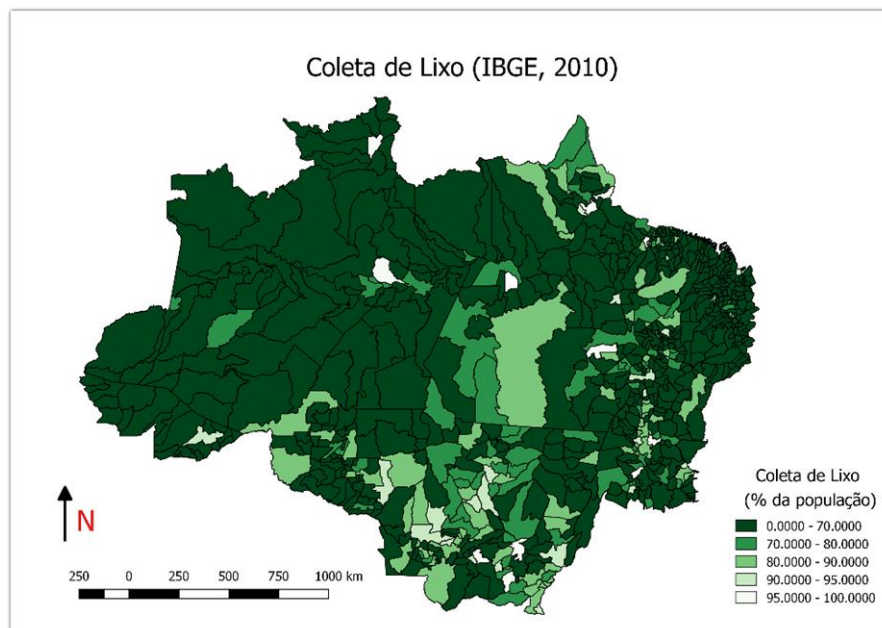 Coleta de Lixo (IBGE, 2010)
N
250 0 250 500 750 1000 km
Coleta de Lixo
(% da população)
0.0000 - 70.0000
70.0000 - 80.0000
80.0000 - 90.0000
90.0000 - 95.0000
95.0000 - 100.0000